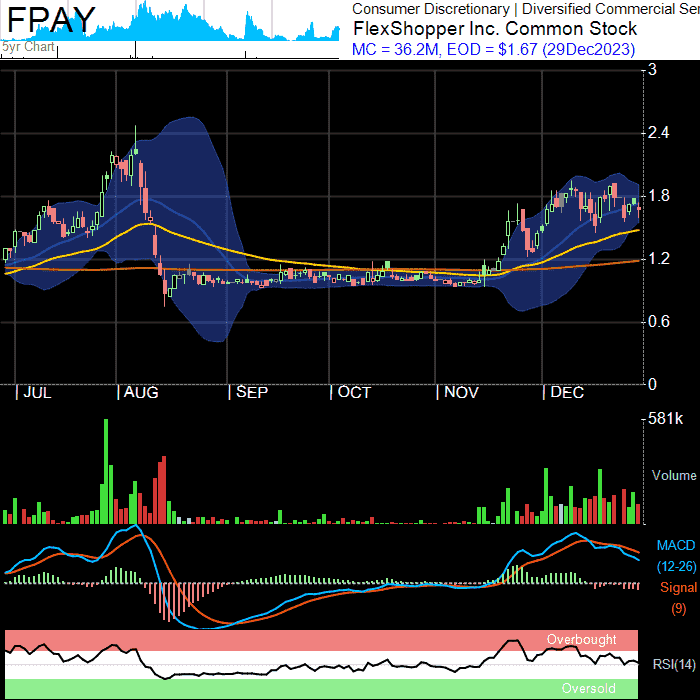 FPAY
5yr Chart
Consumer Discretionary | Diversified Commercial Ser
FlexShopper Inc. Common Stock
MC = 36.2M, EOD = $1.67 (29Dec2023)
3
2.4
1.8
1.2
0.6
0
JUL AUG SEP OCT NOV DEC
581k
Volume
MACD
(12-26)
Signal
(9)
Overbought
RSI(14)
Oversold